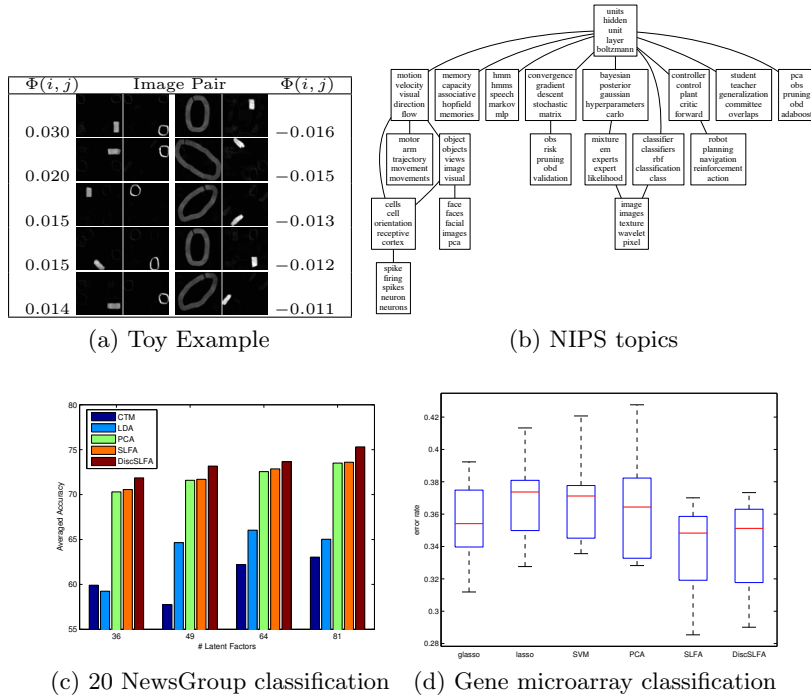 Φ(i, j) Image Pair Φ(i, j)
0.030 −0.016
0.020 −0.015
0.015 −0.013
0.015 −0.012
0.014 −0.011
(a) Toy Example
units
hidden
unit
layer
boltzmann
motion
velocity
visual
direction
flow
memory
capacity
associative
hopfield
memories
hmm
hmms
speech
markov
mlp
convergence
gradient
descent
stochastic
matrix
bayesian
posterior
gaussian
hyperparameters
carlo
controller
control
plant
critic
forward
student
teacher
generalization
committee
overlaps
pca
obs
pruning
obd
adaboost
motor
arm
trajectory
movement
movements
object
objects
views
image
visual
obs
risk
pruning
obd
validation
mixture
em
experts
expert
likelihood
classifier
classifiers
rbf
classification
class
robot
planning
navigation
reinforcement
action
cells
cell
orientation
receptive
cortex
face
faces
facial
images
pca
image
images
texture
wavelet
pixel
spike
firing
spikes
neuron
neurons
(b) NIPS topics
80
75
70
65
60
55
Averaged Accuracy
CTM
LDA
PCA
SLFA
DiscSLFA
36 49 64 81
# Latent Factors
(c) 20 NewsGroup classification
0.42
0.4
0.38
0.36
0.34
0.32
0.3
0.28
error rate
glasso lasso SVM PCA SLFA DiscSLFA
(d) Gene microarray classification